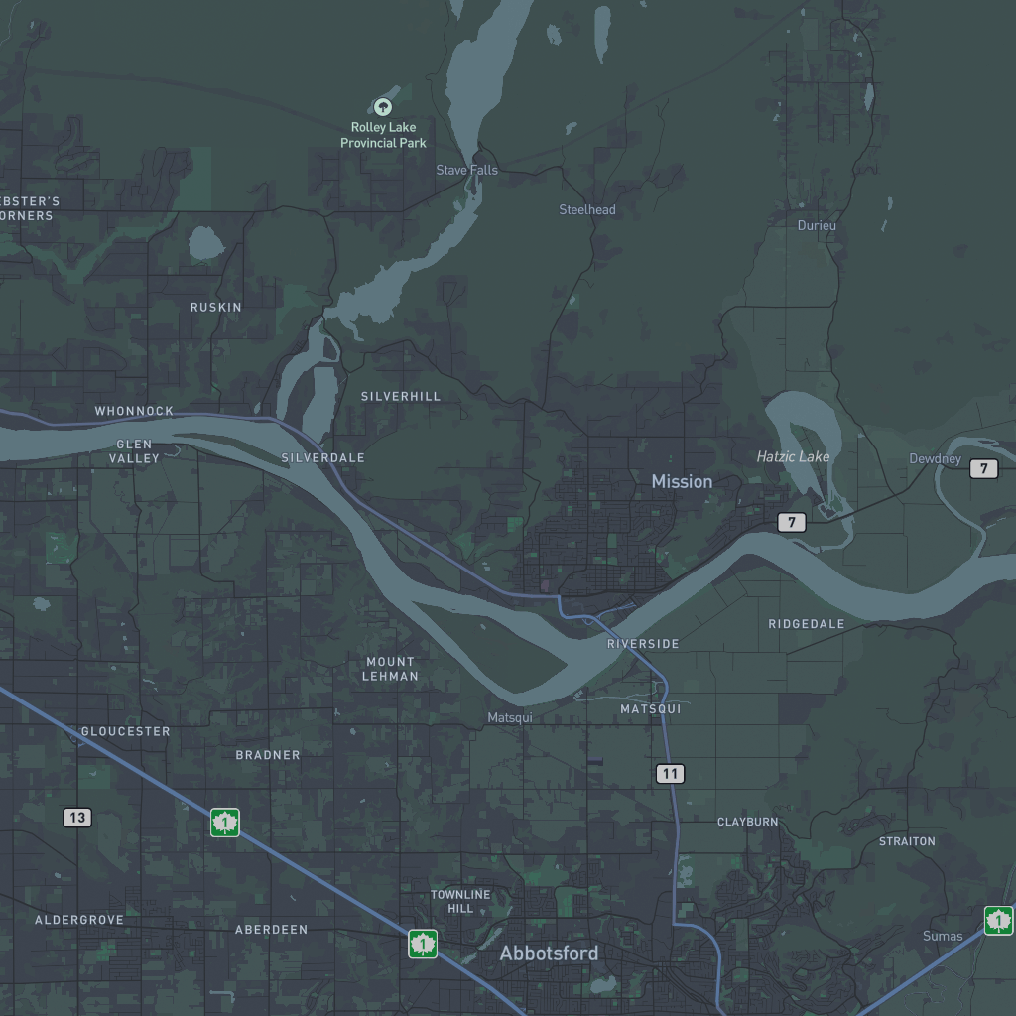 Rolley Lake
Provincial Park
Stave Falls
EBSTER'S
ORNERS
Steelhead
Durieu
RUSKIN
SILVERHILL
WHONNOCK
GLEN
VALLEY
SILVERDALE
Hatzic Lake
Dewdney
7
Mission
7
RIDGEDALE
RIVERSIDE
MOUNT
LEHMAN
MATSQUI
Matsqui
GLOUCESTER
BRADNER
11
13
1
CLAYBURN
STRAITON
TOWNLINE
HILL
ALDERGROVE
ABERDEEN
1
Abbotsford
Sumas
1